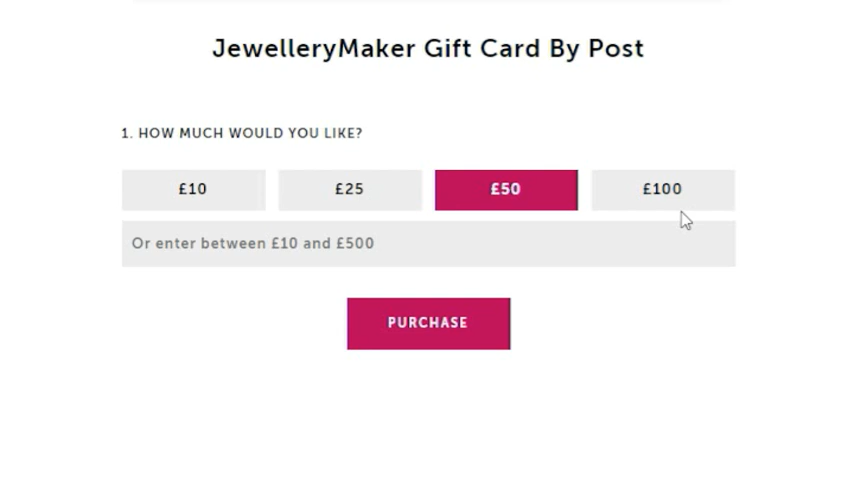 JewelleryMaker Gift Card By Post
1. HOW MUCH WOULD YOU LIKE?
£10 £25 £50 £100
Or enter between £10 and £500
PURCHASE